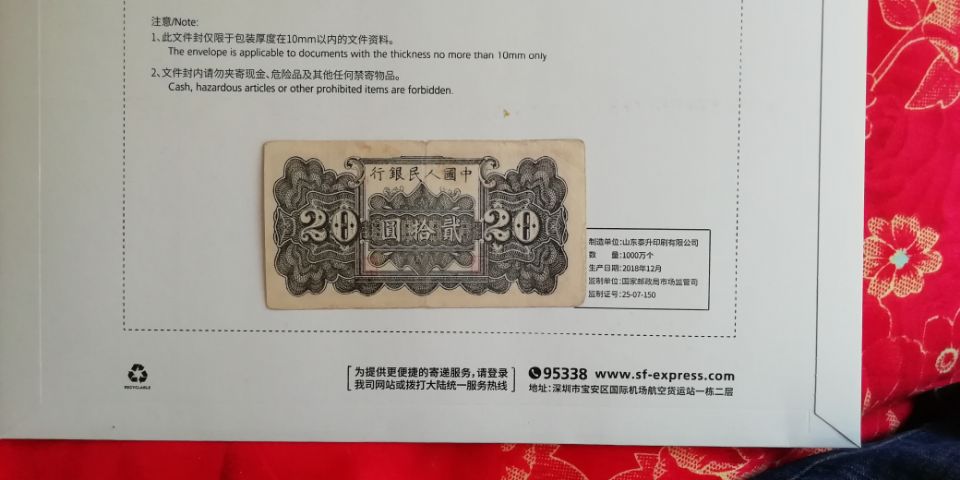 注意/Note:
1、此文件封仅限于包装厚度在10mm以内的文件资料。
The envelope is applicable to documents with the thickness no more than 10mm only
2、文件封内请勿夹寄现金、危险品及其他任何禁寄物品。
Cash, hazardous articles or other prohibited items are forbidden.
行銀民人國中
20 圓拾貳 20
制造单位:山东泰升印刷有限公司
数 量:1000万个
生产日期:2018年12月
监制单位:国家邮政局市场监管司
监制证号:25-07-150
RECYCLABLE
为提供更便捷的寄递服务,请登录
我司网站或拨打大陆统一服务热线
95338 www.sf-express.com
地址:深圳市宝安区国际机场航空货运站一栋二层